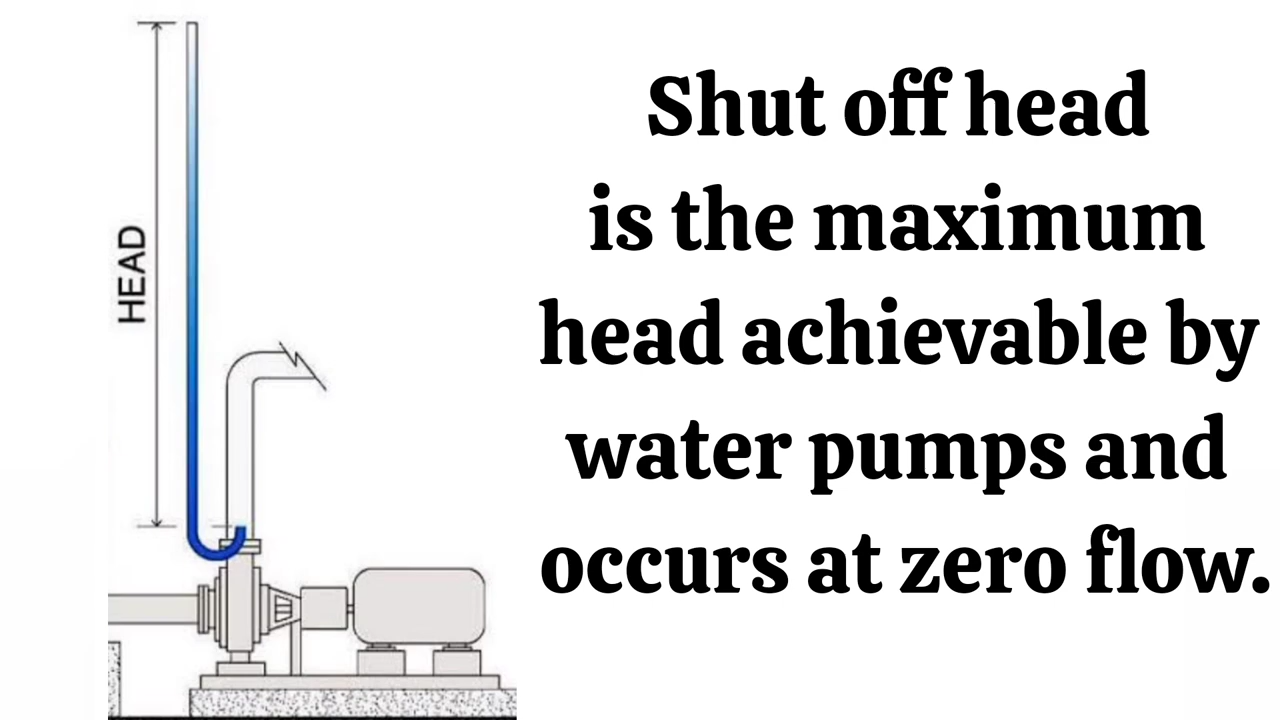 HEAD
Shut off head
is the maximum
head achievable by
water pumps and
occurs at zero flow.